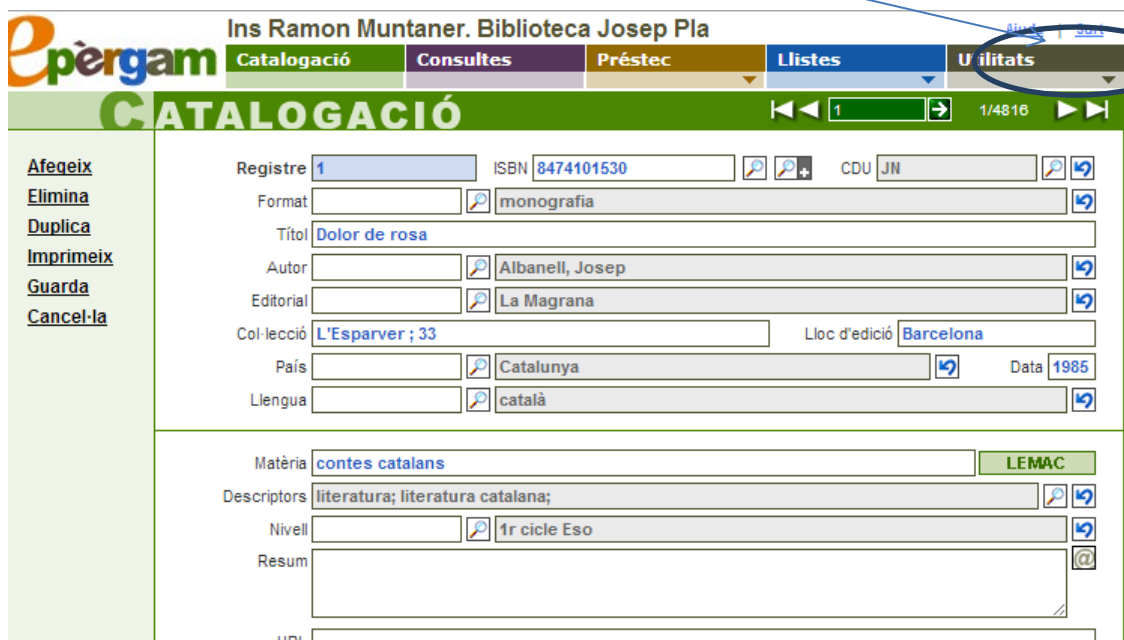 Ins Ramon Muntaner. Biblioteca Josep Pla
Ajuda | Surt
epèrgam
Catalogació Consultes Préstec Llistes Utilitats
CATALOGACIÓ 1 1/4816
Afegeix
Elimina
Duplica
Imprimeix
Guarda
Cancel·la
Registre 1 ISBN 8474101530 CDU JN
Format monografia
Títol Dolor de rosa
Autor Albanell, Josep
Editorial La Magrana
Col·lecció L'Esparver ; 33 Lloc d'edició Barcelona
País Catalunya Data 1985
Llengua català
Matèria contes catalans LEMAC
Descriptors literatura; literatura catalana;
Nivell 1r cicle Eso
Resum @